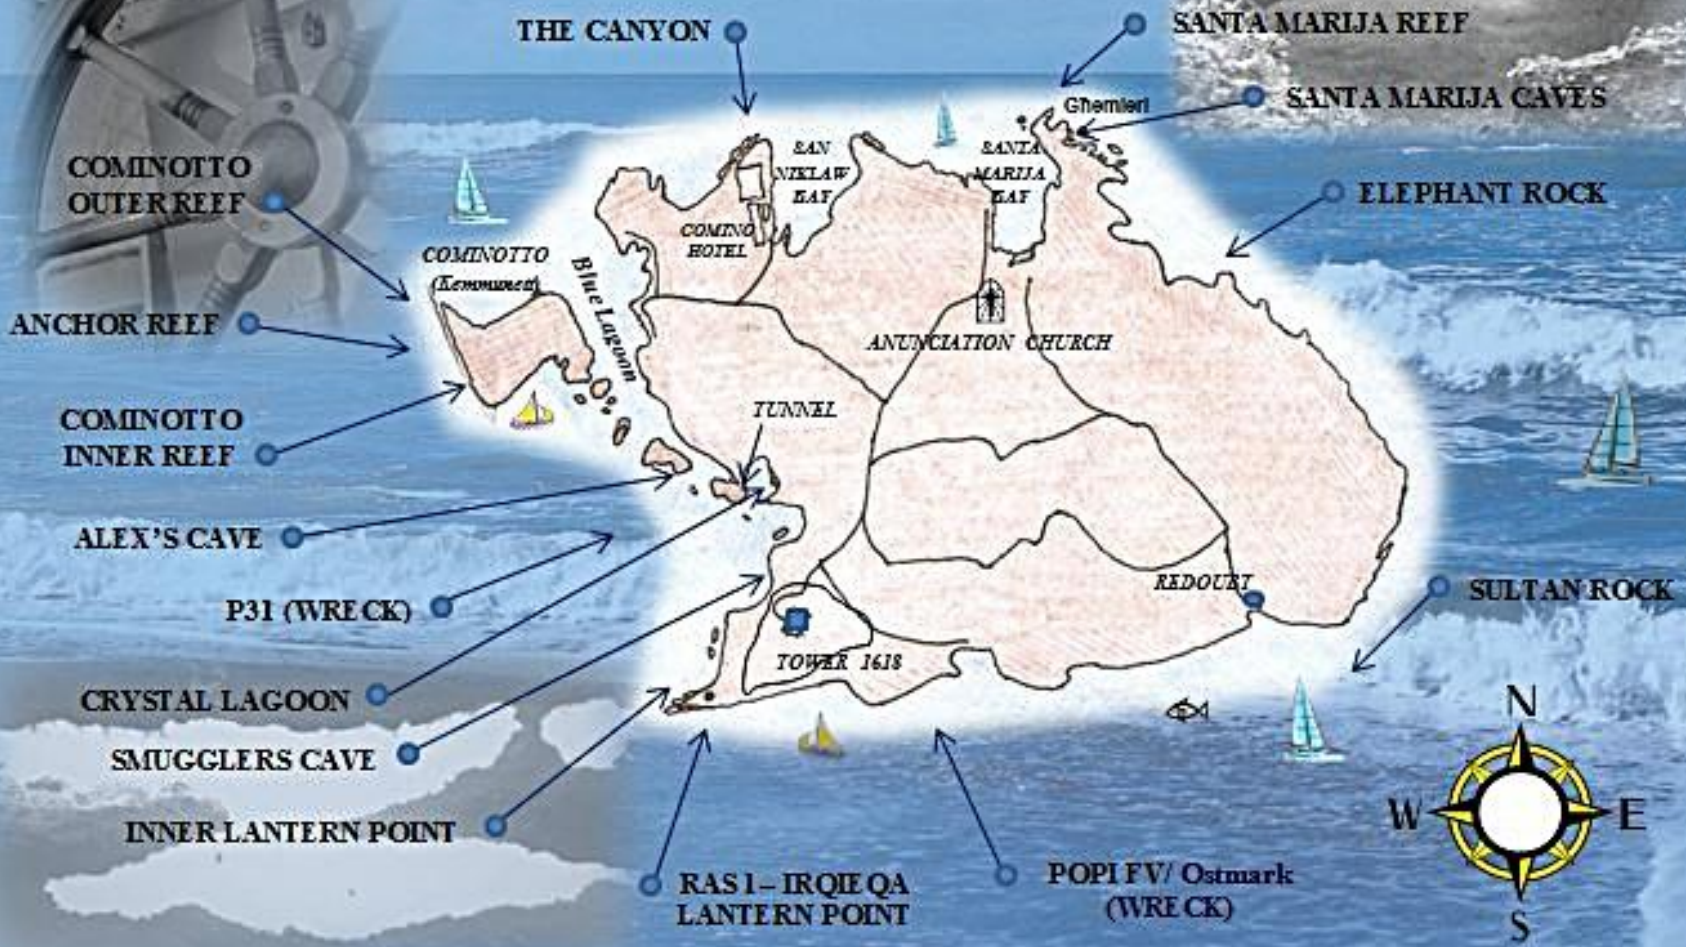 THE CANYON
SANTA MARIJA REEF
Għemieri
SANTA MARIJA CAVES
COMINOTTO
OUTER REEF
SAN
NIKLAW
BAY
SANTA
MARIJA
BAY
ELEPHANT ROCK
COMINO
HOTEL
COMINOTTO
(Kemmunett)
Blue Lagoon
ANCHOR REEF
ANUNCIATION CHURCH
COMINOTTO
INNER REEF
TUNNEL
ALEX'S CAVE
P31 (WRECK)
REDOUBT
SULTAN ROCK
TOWER 1618
CRYSTAL LAGOON
SMUGGLERS CAVE
INNER LANTERN POINT
RAS l – IRQIEQA
LANTERN POINT
POPI FV/ Ostmark
(WRECK)
N
W
E
S